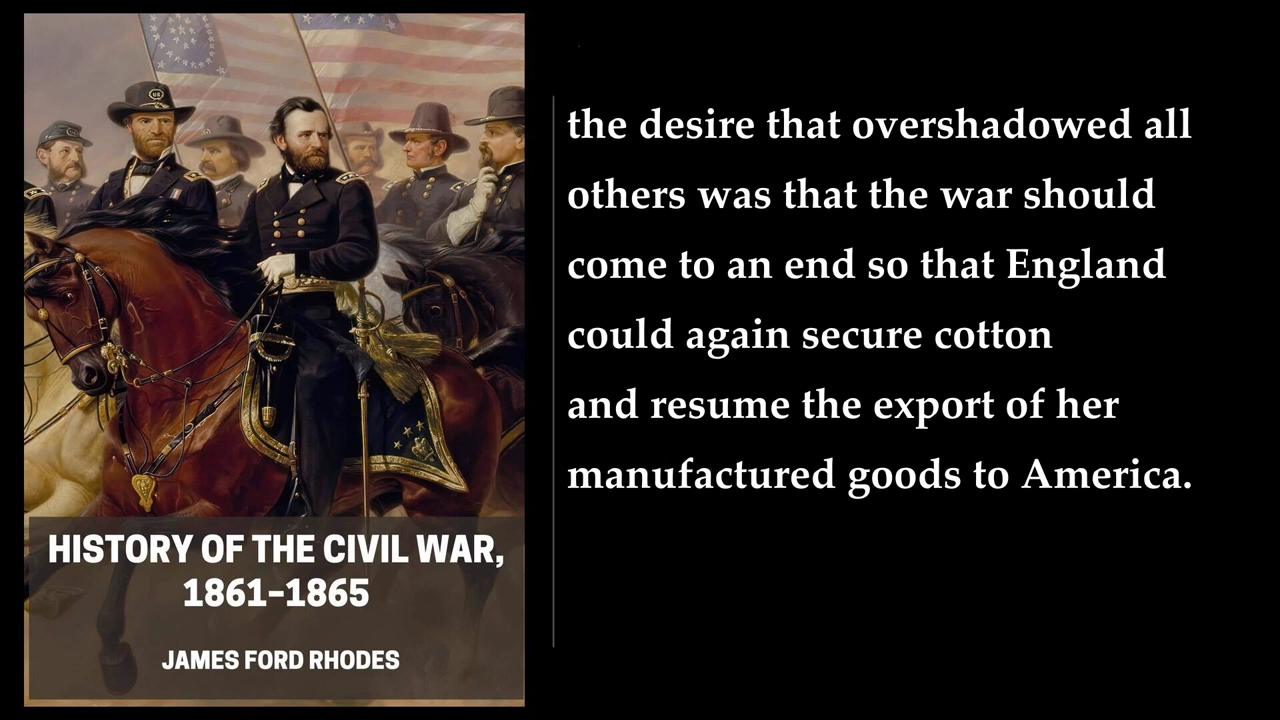 HISTORY OF THE CIVIL WAR,
1861–1865
JAMES FORD RHODES
the desire that overshadowed all
others was that the war should
come to an end so that England
could again secure cotton
and resume the export of her
manufactured goods to America.